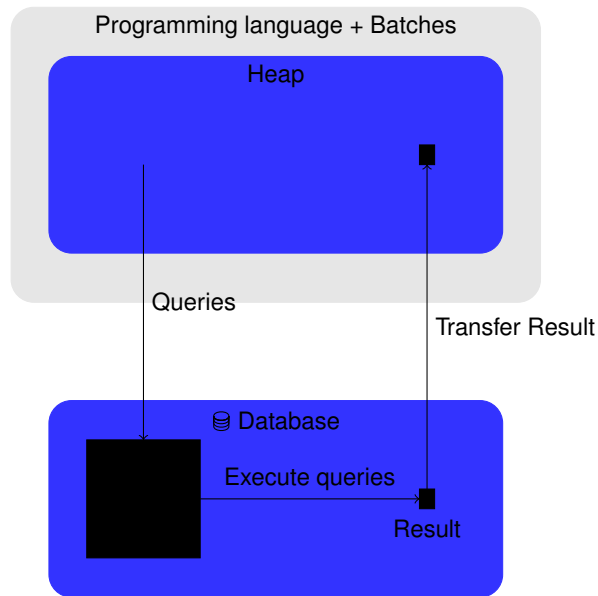 Programming language + Batches
Heap
Queries
Transfer Result
Database
Execute queries
Result